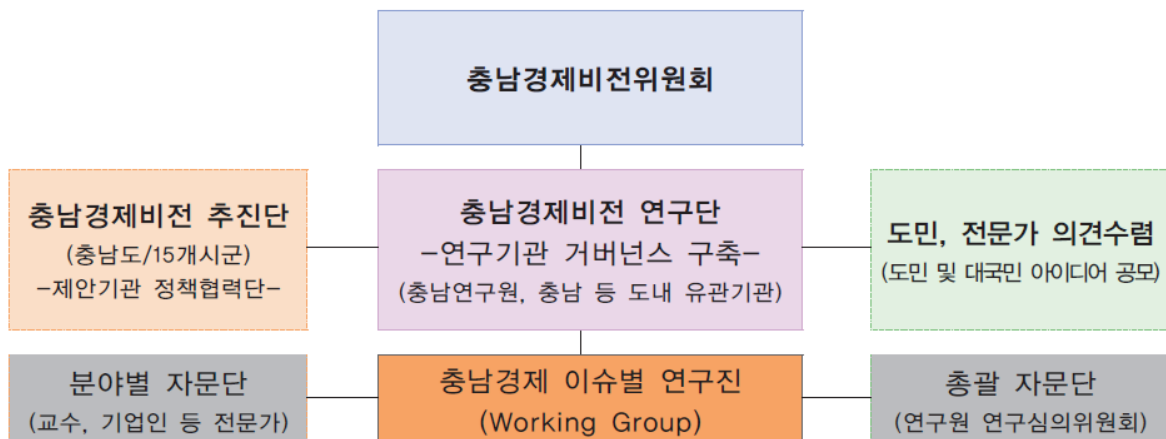 충남경제비전위원회
충남경제비전 추진단
(충남도/15개시군)
-제안기관 정책협력단-
충남경제비전 연구단
-연구기관 거버넌스 구축-
(충남연구원, 충남 등 도내 유관기관)
도민, 전문가 의견수렴
(도민 및 대국민 아이디어 공모)
분야별 자문단
(교수, 기업인 등 전문가)
충남경제 이슈별 연구진
(Working Group)
총괄 자문단
(연구원 연구심의위원회)